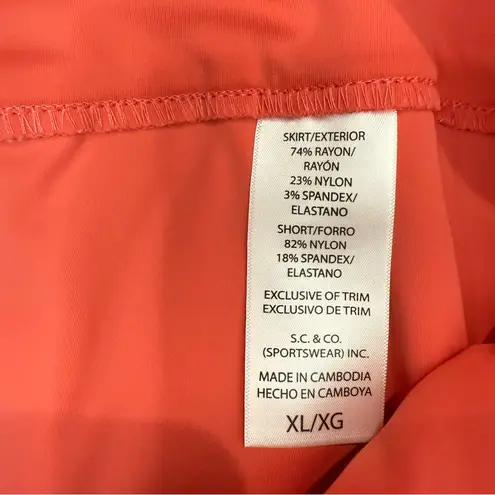 SKIRT/EXTERIOR
74% RAYON/
RAYÓN
23% NYLON
3% SPANDEX/
ELASTANO
SHORT/FORRO
82% NYLON
18% SPANDEX/
ELASTANO
EXCLUSIVE OF TRIM
EXCLUSIVO DE TRIM
S.C. & CO.
(SPORTSWEAR) INC.
MADE IN CAMBODIA
HECHO EN CAMBOYA
XL/XG